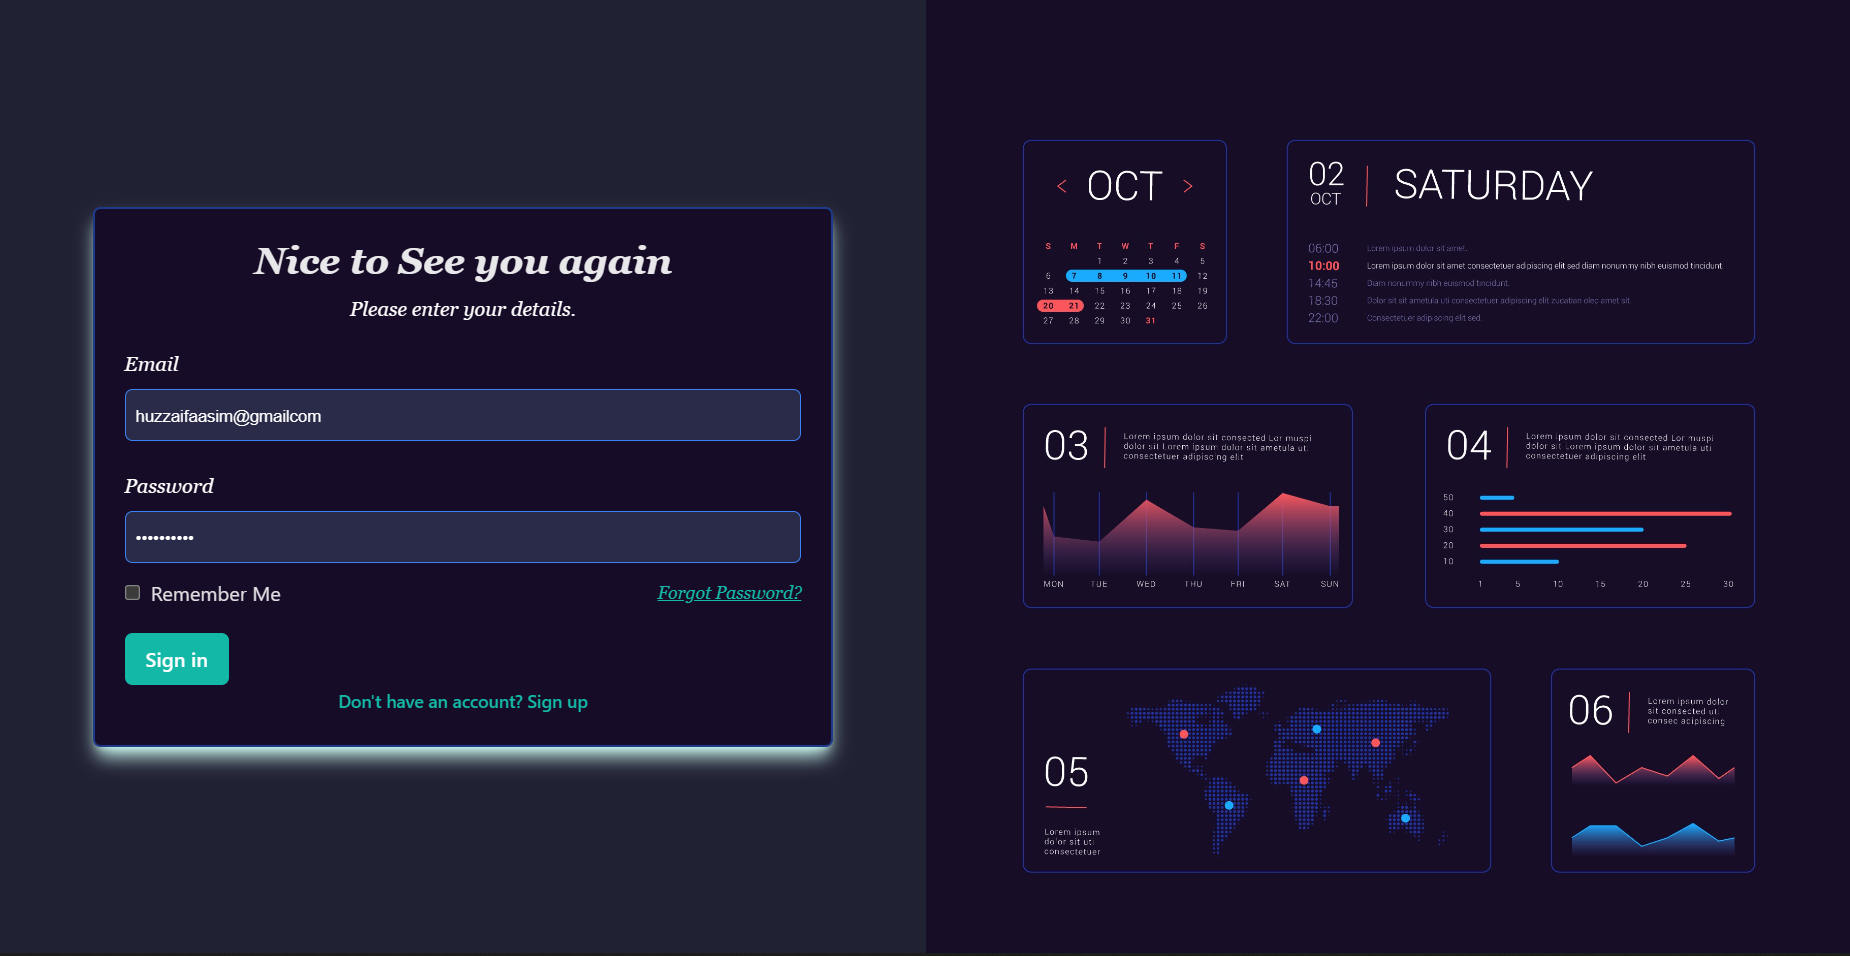 Nice to See you again
Please enter your details.
Email
huzzaifaasim@gmailcom
Password
••••••••••
Remember Me
Forgot Password?
Sign in
Don't have an account? Sign up
< OCT >
S M T W T F S
1 2 3 4 5
6 7 8 9 10 11 12
13 14 15 16 17 18 19
20 21 22 23 24 25 26
27 28 29 30 31
02
OCT
SATURDAY
06:00 Lorem ipsum dolor sit amet.
10:00 Lorem ipsum dolor sit amet consectetuer adipiscing elit sed diam nonummy nibh euismod tincidunt.
14:45 Diam nonummy nibh euismod tincidunt.
18:30 Dolor sit sit ametula uti consectetuer adipiscing elit zucatian olec amet sit.
22:00 Consectetuer adipiscing elit sed.
03
Lorem ipsum dolor sit consected Lor muspi
dolor sit Lorem ipsum dolor sit ametula uti
consectetuer adipiscing elit
MON TUE WED THU FRI SAT SUN
04
Lorem ipsum dolor sit consected Lor muspi
dolor sit Lorem ipsum dolor sit ametula uti
consectetuer adipiscing elit
50
40
30
20
10
1 5 10 15 20 25 30
05
Lorem ipsum
dolor sit uti
consectetuer
06
Lorem ipsum dolor
sit consected uti
consec adipiscing